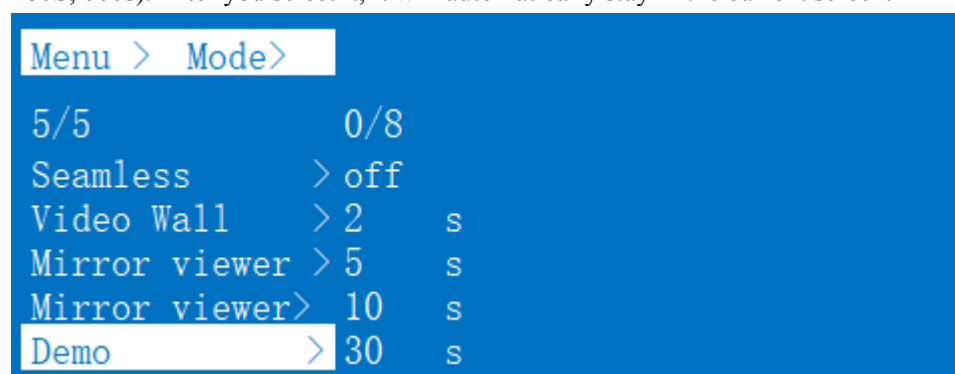 Menu > Mode>
5/5 0/8
Seamless > off
Video Wall > 2 s
Mirror viewer > 5 s
Mirror viewer> 10 s
Demo > 30 s